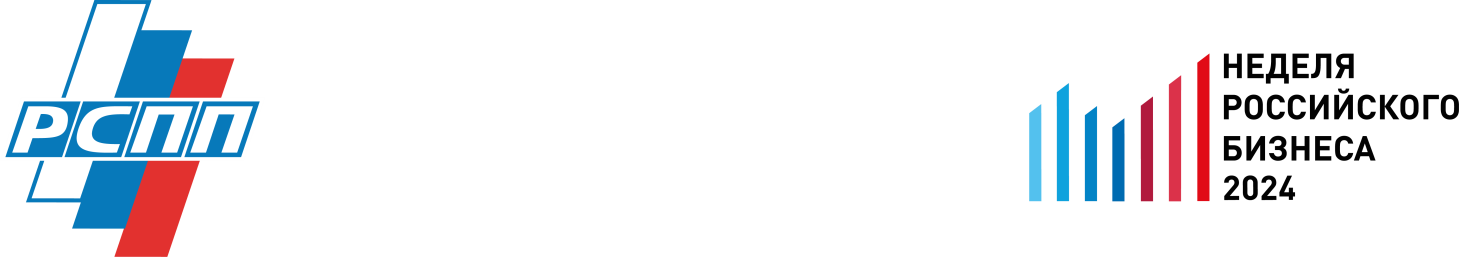 РСПП
НЕДЕЛЯ
РОССИЙСКОГО
БИЗНЕСА
2024